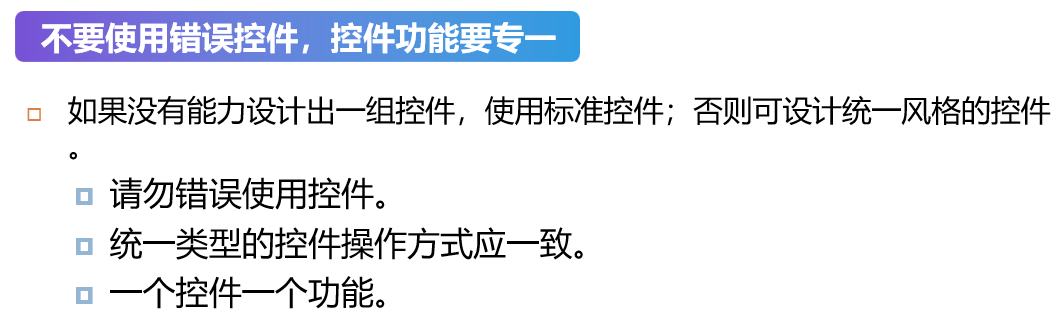 不要使用错误控件，控件功能要专一
如果没有能力设计出一组控件，使用标准控件；否则可设计统一风格的控件
。
请勿错误使用控件。
统一类型的控件操作方式应一致。
一个控件一个功能。